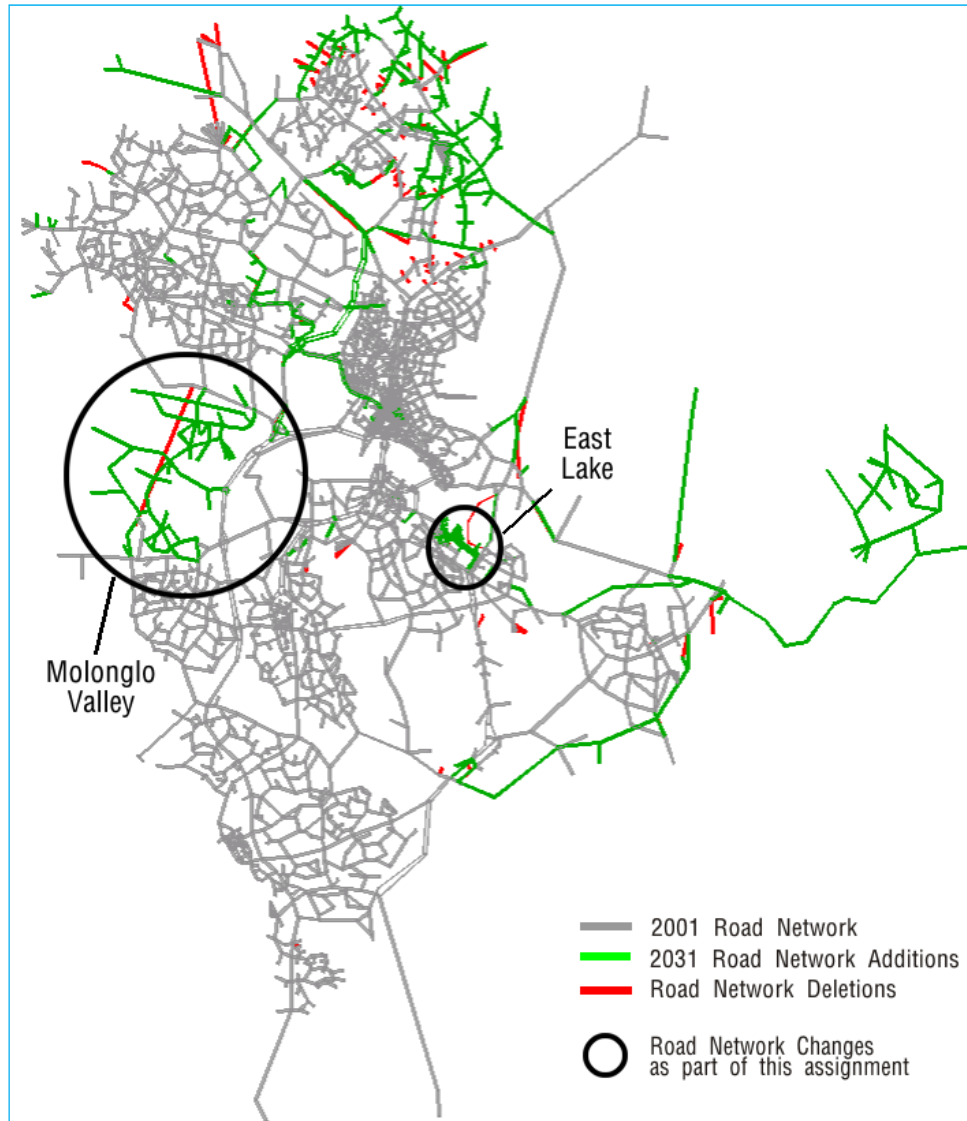 East
Lake
Molonglo
Valley
2001 Road Network
2031 Road Network Additions
Road Network Deletions
Road Network Changes
as part of this assignment